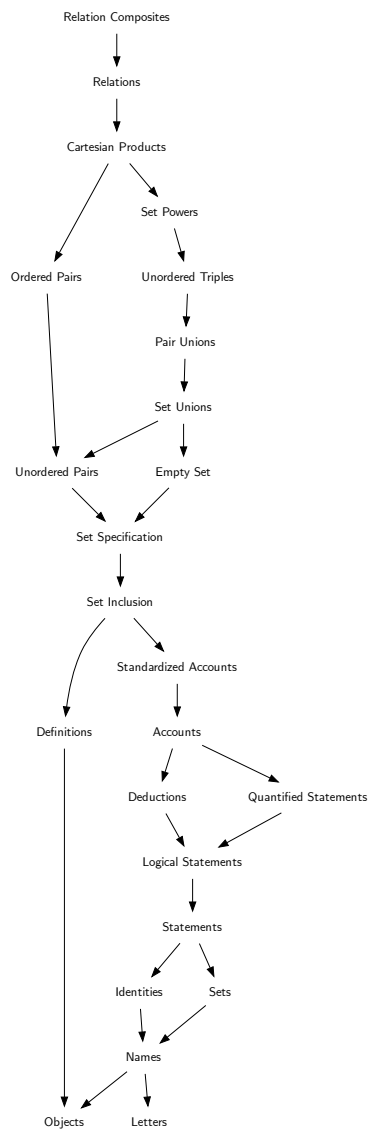 Relation Composites
Relations
Cartesian Products
Set Powers
Ordered Pairs
Unordered Triples
Pair Unions
Set Unions
Unordered Pairs
Empty Set
Set Specification
Set Inclusion
Standardized Accounts
Definitions
Accounts
Deductions
Quantified Statements
Logical Statements
Statements
Identities
Sets
Names
Objects
Letters